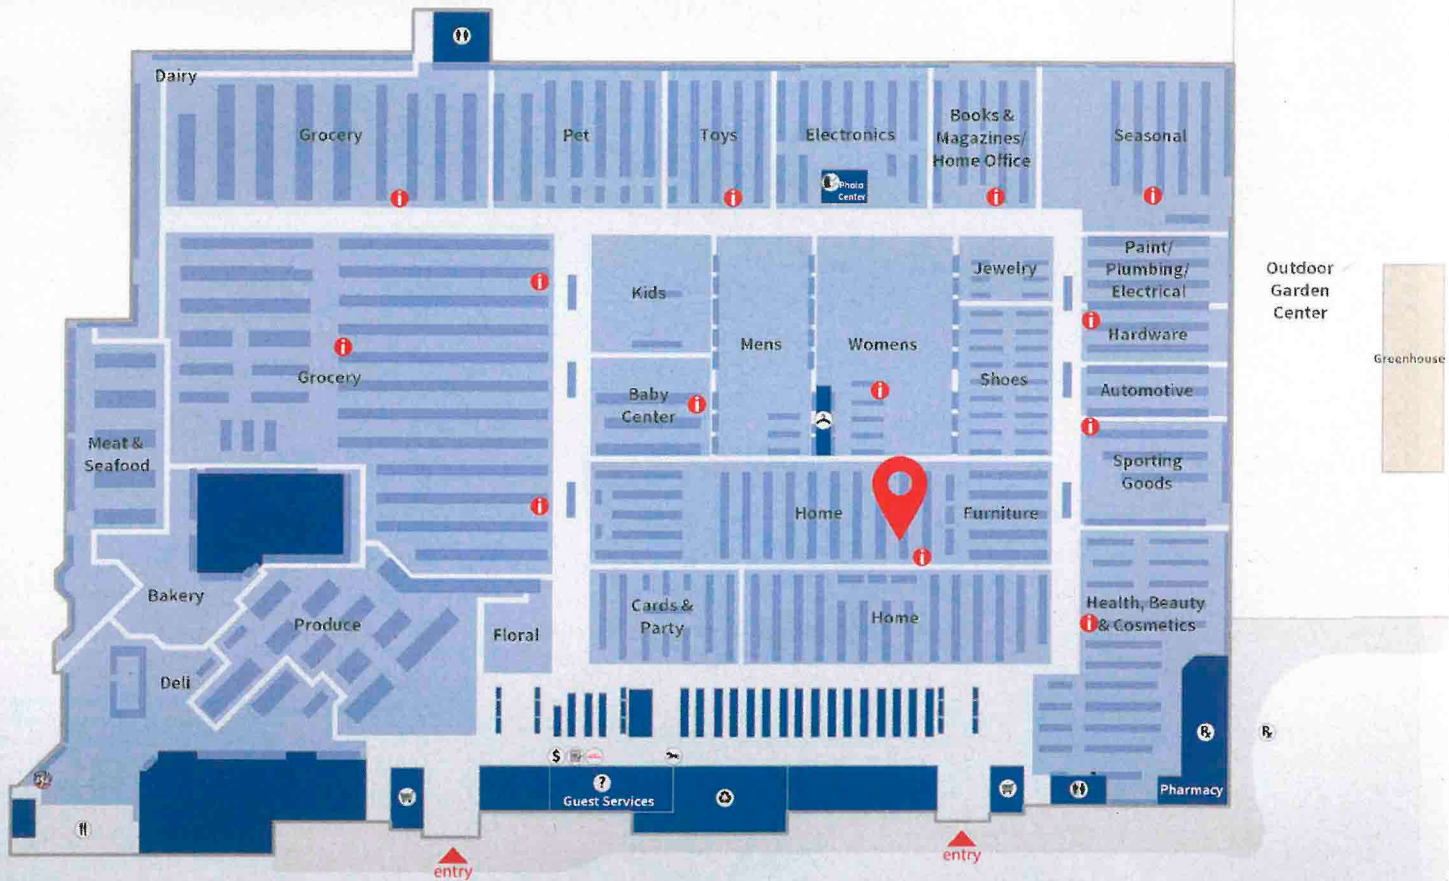 Dairy
Grocery
Pet
Toys
Electronics
Books &
Magazines/
Home Office
Seasonal
Photo
Center
Kids
Mens
Womens
Jewelry
Paint/
Plumbing/
Electrical
Outdoor
Garden
Center
Hardware
Greenhouse
Grocery
Baby
Center
Shoes
Automotive
Meat &
Seafood
Sporting
Goods
Home
Furniture
Bakery
Produce
Floral
Cards &
Party
Home
Health, Beauty
& Cosmetics
Deli
$
?
Guest Services
Rx
Rx
Pharmacy
entry
entry